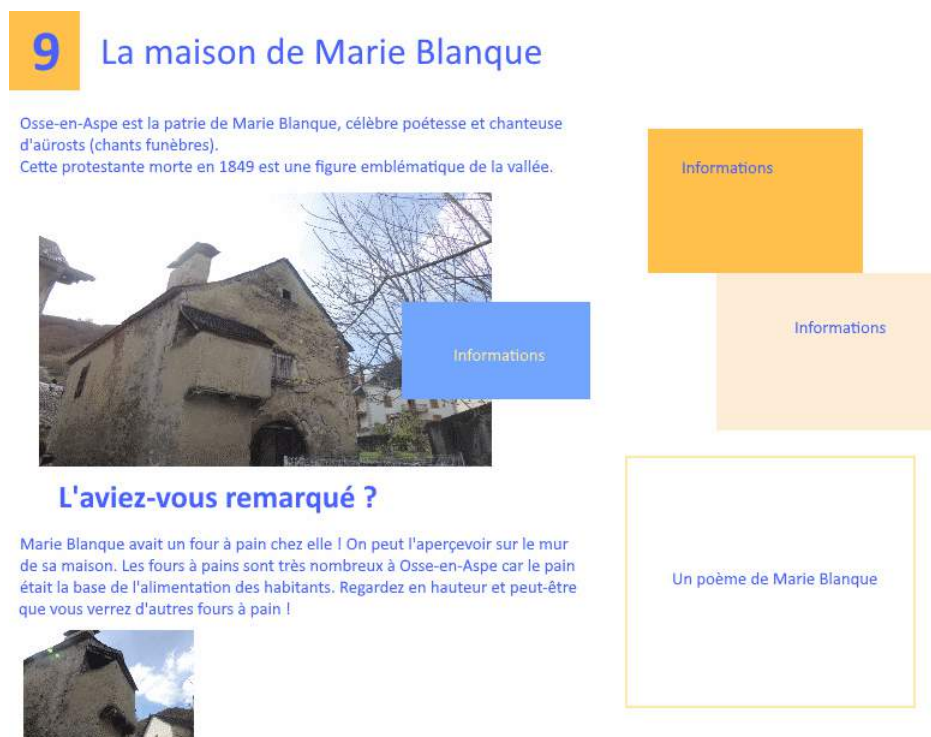 9
La maison de Marie Blanque
Osse-en-Aspe est la patrie de Marie Blanque, célèbre poétesse et chanteuse
d'aürosts (chants funèbres).
Cette protestante morte en 1849 est une figure emblématique de la vallée.
Informations
Informations
Informations
L'aviez-vous remarqué ?
Marie Blanque avait un four à pain chez elle ! On peut l'aperçevoir sur le mur
de sa maison. Les fours à pains sont très nombreux à Osse-en-Aspe car le pain
était la base de l'alimentation des habitants. Regardez en hauteur et peut-être
que vous verrez d'autres fours à pain !
Un poème de Marie Blanque